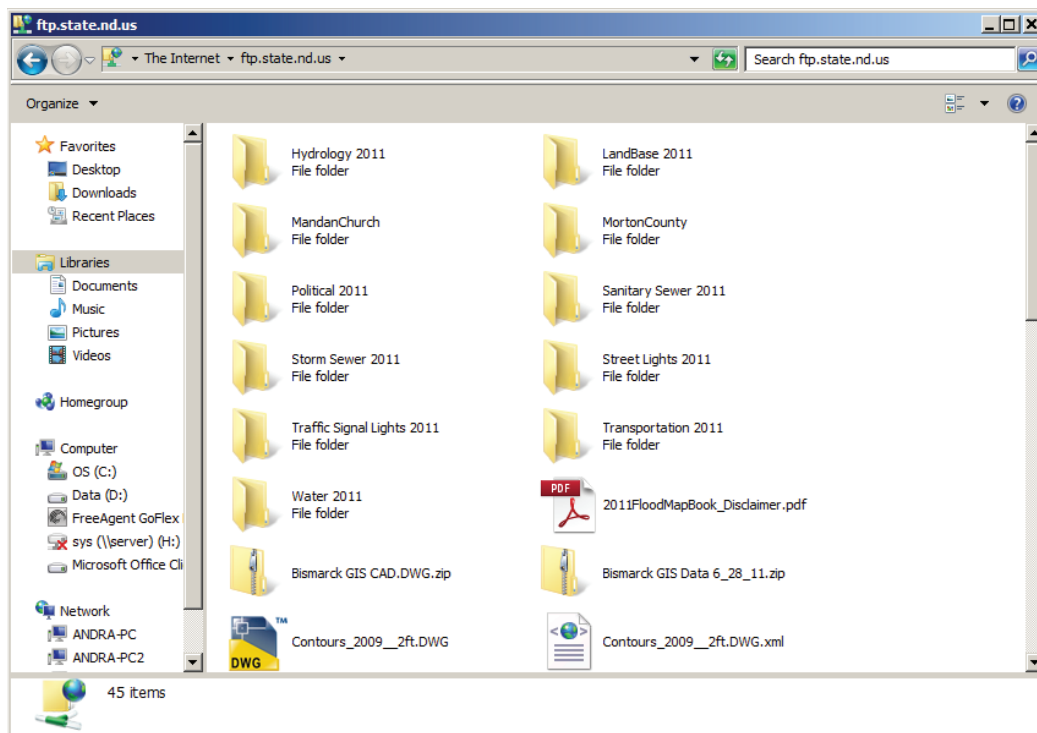 ftp.state.nd.us
The Internet ftp.state.nd.us
Search ftp.state.nd.us
Organize
Favorites
Desktop
Downloads
Recent Places
Libraries
Documents
Music
Pictures
Videos
Homegroup
Computer
OS (C:)
Data (D:)
FreeAgent GoFlex
sys (\\server) (H:)
Microsoft Office Cli
Network
ANDRA-PC
ANDRA-PC2
Hydrology 2011
File folder
LandBase 2011
File folder
MandanChurch
File folder
MortonCounty
File folder
Political 2011
File folder
Sanitary Sewer 2011
File folder
Storm Sewer 2011
File folder
Street Lights 2011
File folder
Traffic Signal Lights 2011
File folder
Transportation 2011
File folder
Water 2011
File folder
PDF
2011FloodMapBook_Disclaimer.pdf
Bismarck GIS CAD.DWG.zip
Bismarck GIS Data 6_28_11.zip
TM
DWG
Contours_2009__2ft.DWG
Contours_2009__2ft.DWG.xml
45 items